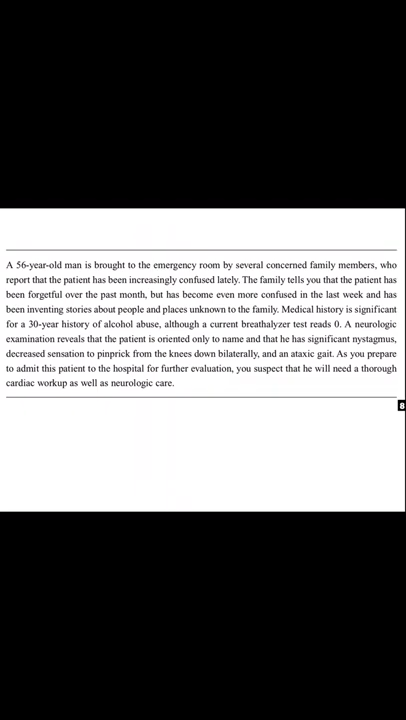 A 56-year-old man is brought to the emergency room by several concerned family members, who
report that the patient has been increasingly confused lately. The family tells you that the patient has
been forgetful over the past month, but has become even more confused in the last week and has
been inventing stories about people and places unknown to the family. Medical history is significant
for a 30-year history of alcohol abuse, although a current breathalyzer test reads 0. A neurologic
examination reveals that the patient is oriented only to name and that he has significant nystagmus,
decreased sensation to pinprick from the knees down bilaterally, and an ataxic gait. As you prepare
to admit this patient to the hospital for further evaluation, you suspect that he will need a thorough
cardiac workup as well as neurologic care.
8